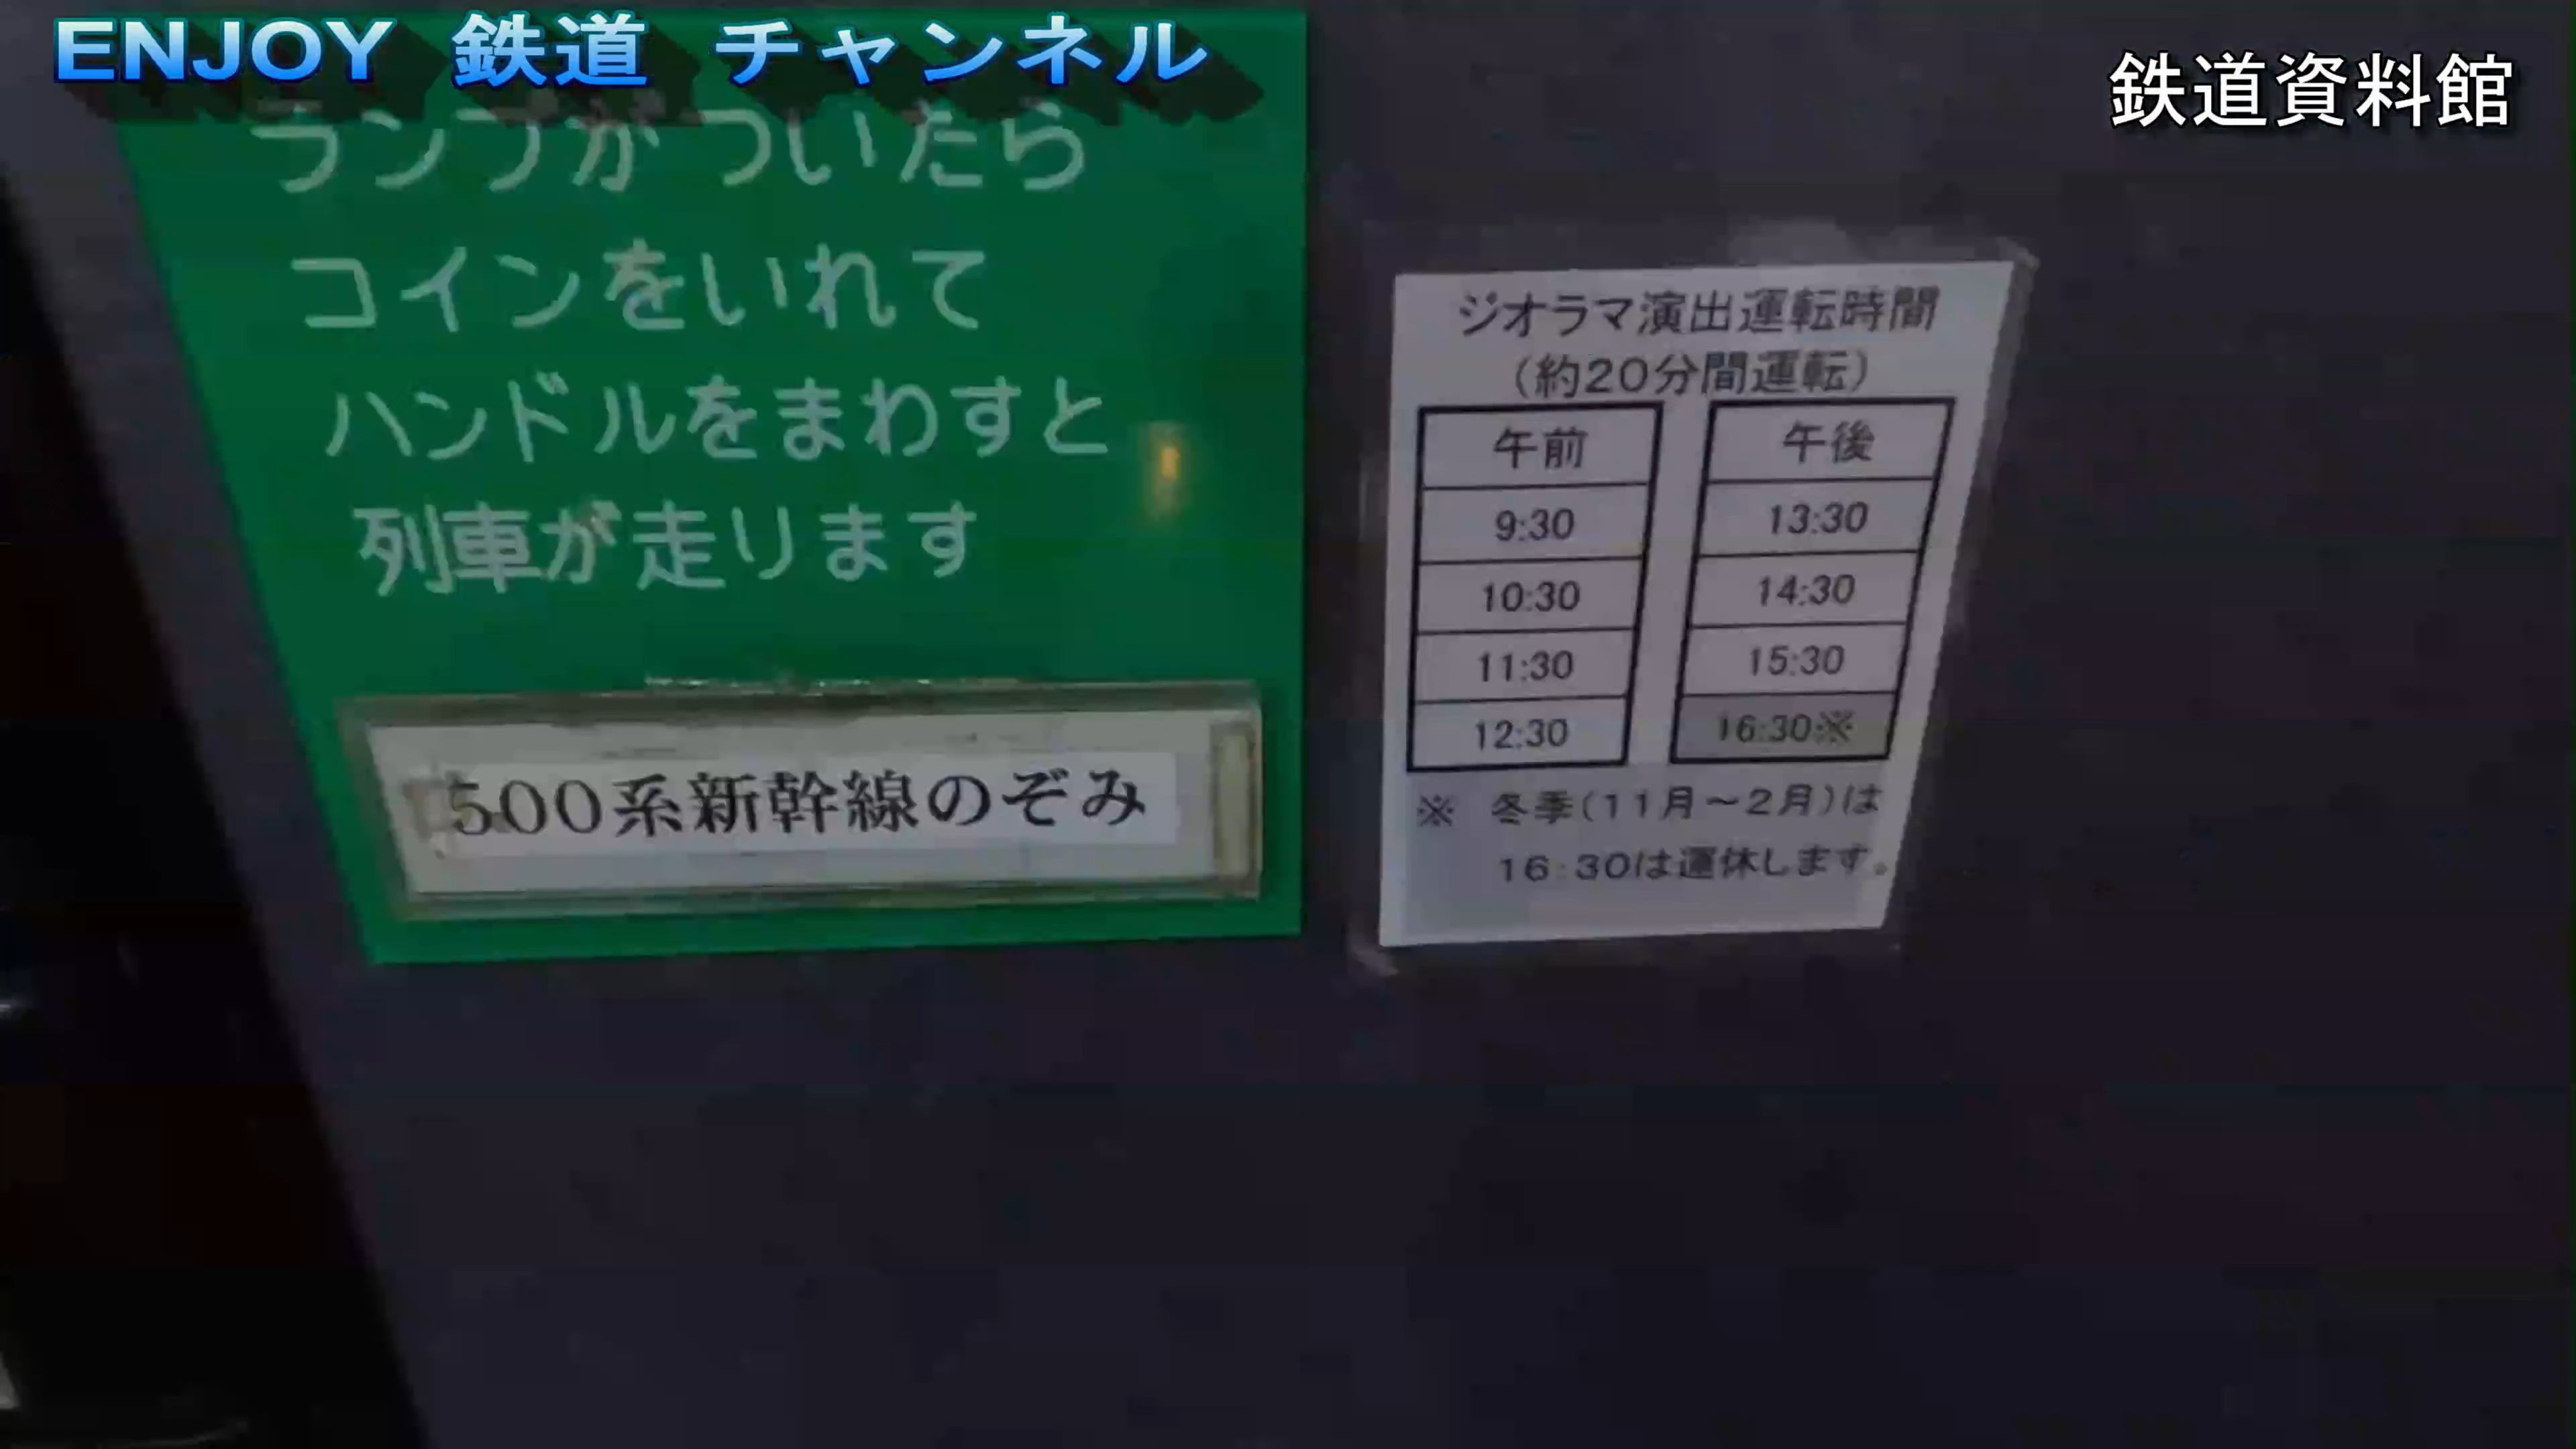 ENJOY 鉄道 チャンネル
鉄道資料館
ランプがついたら
コインをいれて
ハンドルをまわすと
列車が走ります
500系新幹線のぞみ
ジオラマ演出運転時間
(約20分間運転)
午前
9:30
10:30
11:30
12:30
午後
13:30
14:30
15:30
16:30※
※ 冬季(11月～2月)は
16:30は運休します。